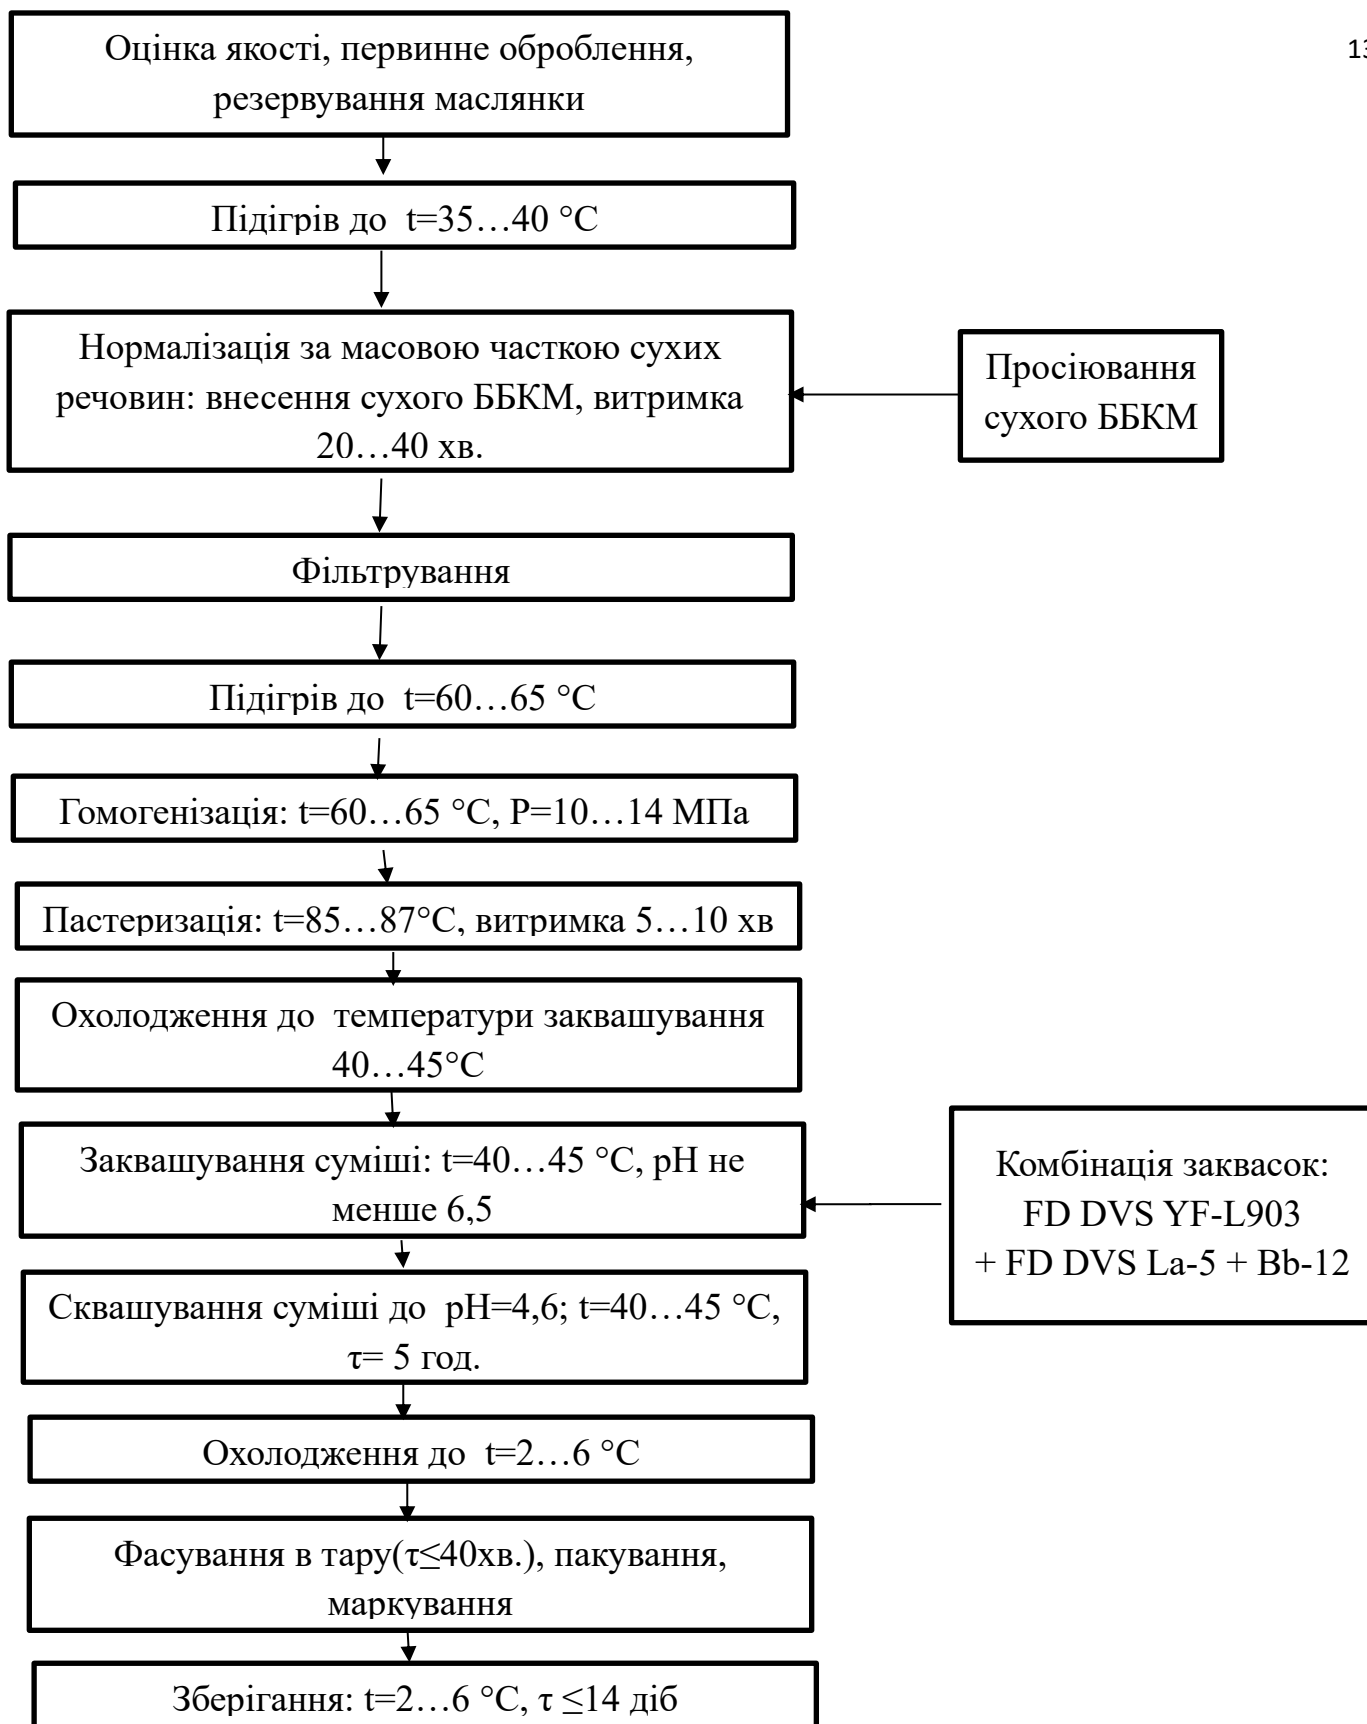 13
Оцінка якості, первинне оброблення,
резервування маслянки
Підігрів до t=35…40 °С
Нормалізація за масовою часткою сухих
речовин: внесення сухого ББКМ, витримка
20…40 хв.
Просіювання
сухого ББКМ
Фільтрування
Підігрів до t=60…65 °С
Гомогенізація: t=60…65 °С, Р=10…14 МПа
Пастеризація: t=85…87°С, витримка 5…10 хв
Охолодження до температури заквашування
40…45°С
Заквашування суміші: t=40…45 °С, рН не
менше 6,5
Комбінація заквасок:
FD DVS YF-L903
+ FD DVS La-5 + Bb-12
Сквашування суміші до рН=4,6; t=40…45 °С,
τ= 5 год.
Охолодження до t=2…6 °С
Фасування в тару(τ≤40хв.), пакування,
маркування
Зберігання: t=2…6 °С, τ ≤14 діб